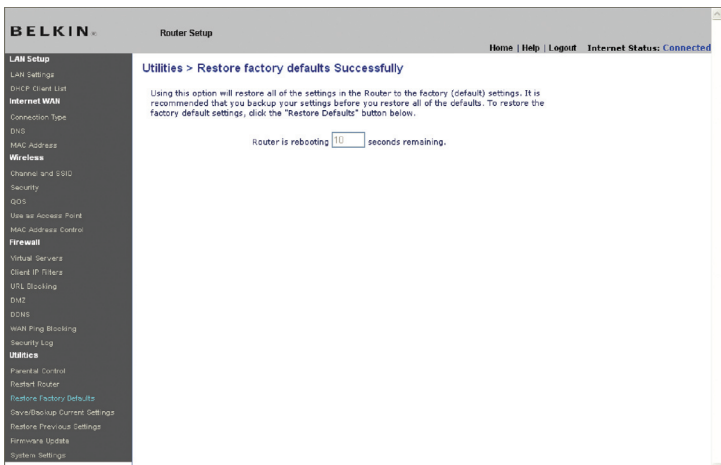 BELKIN®
Router Setup
Home | Help | Logout Internet Status: Connected
LAN Setup
LAN Settings
DHCP Client List
Internet WAN
Connection Type
DNS
MAC Address
Wireless
Channel and SSID
Security
QOS
Use as Access Point
MAC Address Control
Firewall
Virtual Servers
Client IP Filters
URL Blocking
DMZ
DDNS
WAN Ping Blocking
Security Log
Utilities
Parental Control
Restart Router
Restore Factory Defaults
Save/Backup Current Settings
Restore Previous Settings
Firmware Update
System Settings
Utilities > Restore factory defaults Successfully
Using this option will restore all of the settings in the Router to the factory (default) settings. It is
recommended that you backup your settings before you restore all of the defaults. To restore the
factory default settings, click the "Restore Defaults" button below.
Router is rebooting 10 seconds remaining.